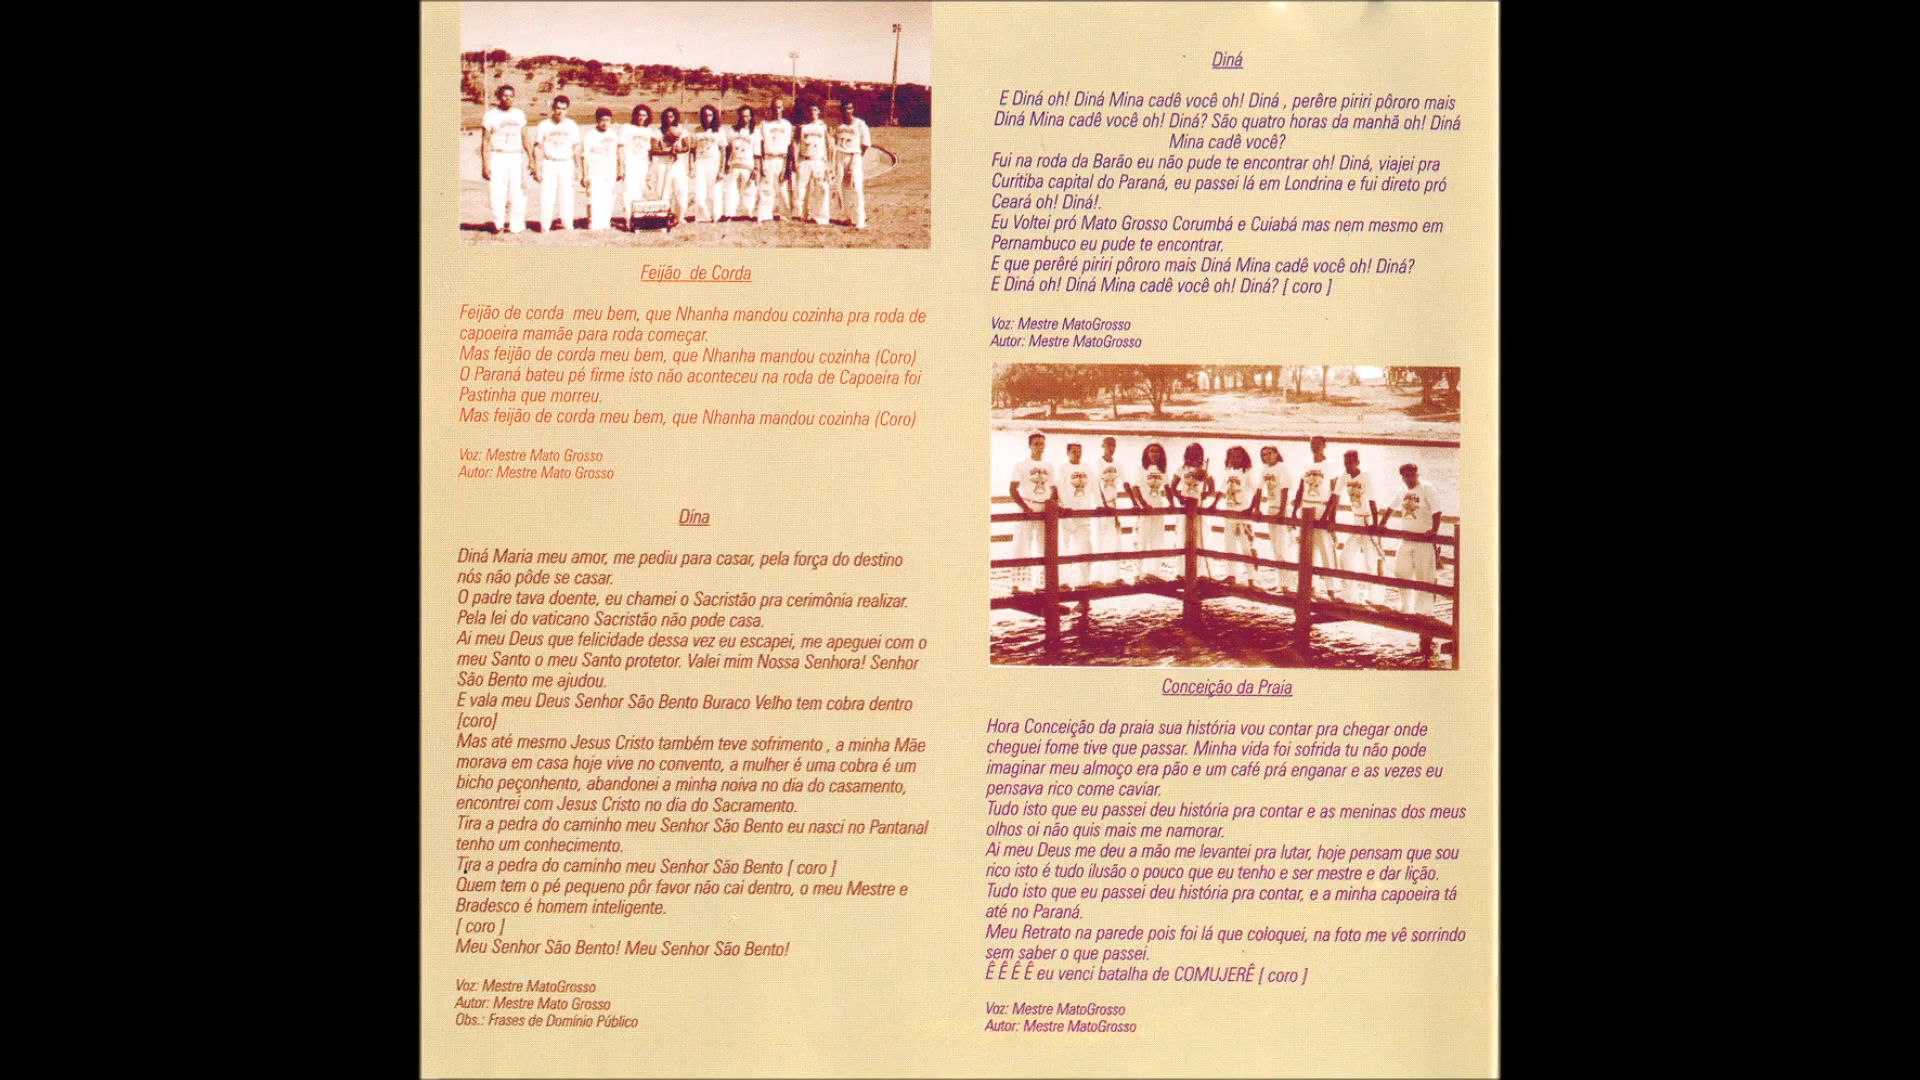 Feijão de Corda
Feijão de corda meu bem, que Nhanha mandou cozinha pra roda de
capoeira mamãe para roda começar.
Mas feijão de corda meu bem, que Nhanha mandou cozinha (Coro)
O Paraná bateu pé firme isto não aconteceu na roda de Capoeira foi
Pastinha que morreu.
Mas feijão de corda meu bem, que Nhanha mandou cozinha (Coro)
Voz: Mestre Mato Grosso
Autor: Mestre Mato Grosso
Dína
Diná Maria meu amor, me pediu para casar, pela força do destino
nós não pôde se casar.
O padre tava doente, eu chamei o Sacristão pra cerimônia realizar.
Pela lei do vaticano Sacristão não pode casa.
Ai meu Deus que felicidade dessa vez eu escapei, me apeguei com o
meu Santo o meu Santo protetor. Valei mim Nossa Senhora! Senhor
São Bento me ajudou.
E vala meu Deus Senhor São Bento Buraco Velho tem cobra dentro
[coro]
Mas até mesmo Jesus Cristo também teve sofrimento , a minha Mãe
morava em casa hoje vive no convento, a mulher é uma cobra é um
bicho peçonhento, abandonei a minha noiva no dia do casamento,
encontrei com Jesus Cristo no dia do Sacramento.
Tira a pedra do caminho meu Senhor São Bento eu nasci no Pantanal
tenho um conhecimento.
Tira a pedra do caminho meu Senhor São Bento [ coro ]
Quem tem o pé pequeno pôr favor não cai dentro, o meu Mestre e
Bradesco é homem inteligente.
[ coro ]
Meu Senhor São Bento! Meu Senhor São Bento!
Voz: Mestre MatoGrosso
Autor: Mestre Mato Grosso
Obs.: Frases de Domínio Público
Diná
E Diná oh! Diná Mina cadê você oh! Diná , perêre piriri pôroro mais
Diná Mina cadê você oh! Diná? São quatro horas da manhã oh! Diná
Mina cadê você?
Fui na roda da Barão eu não pude te encontrar oh! Diná, viajei pra
Curitiba capital do Paraná, eu passei lá em Londrina e fui direto pró
Ceará oh! Diná!.
Eu Voltei pró Mato Grosso Corumbá e Cuiabá mas nem mesmo em
Pernambuco eu pude te encontrar.
E que perêré piriri pôroro mais Diná Mina cadê você oh! Diná?
E Diná oh! Diná Mina cadê você oh! Diná? [ coro ]
Voz: Mestre MatoGrosso
Autor: Mestre MatoGrosso
Conceição da Praia
Hora Conceição da praia sua história vou contar pra chegar onde
cheguei fome tive que passar. Minha vida foi sofrida tu não pode
imaginar meu almoço era pão e um café prá enganar e as vezes eu
pensava rico come caviar.
Tudo isto que eu passei deu história pra contar e as meninas dos meus
olhos oi não quis mais me namorar.
Ai meu Deus me deu a mão me levantei pra lutar, hoje pensam que sou
rico isto é tudo ilusão o pouco que eu tenho e ser mestre e dar lição.
Tudo isto que eu passei deu história pra contar, e a minha capoeira tá
até no Paraná.
Meu Retrato na parede pois foi lá que coloquei, na foto me vê sorrindo
sem saber o que passei.
Ê Ê Ê Ê eu venci batalha de COMUJERÊ [ coro ]
Voz: Mestre MatoGrosso
Autor: Mestre MatoGrosso